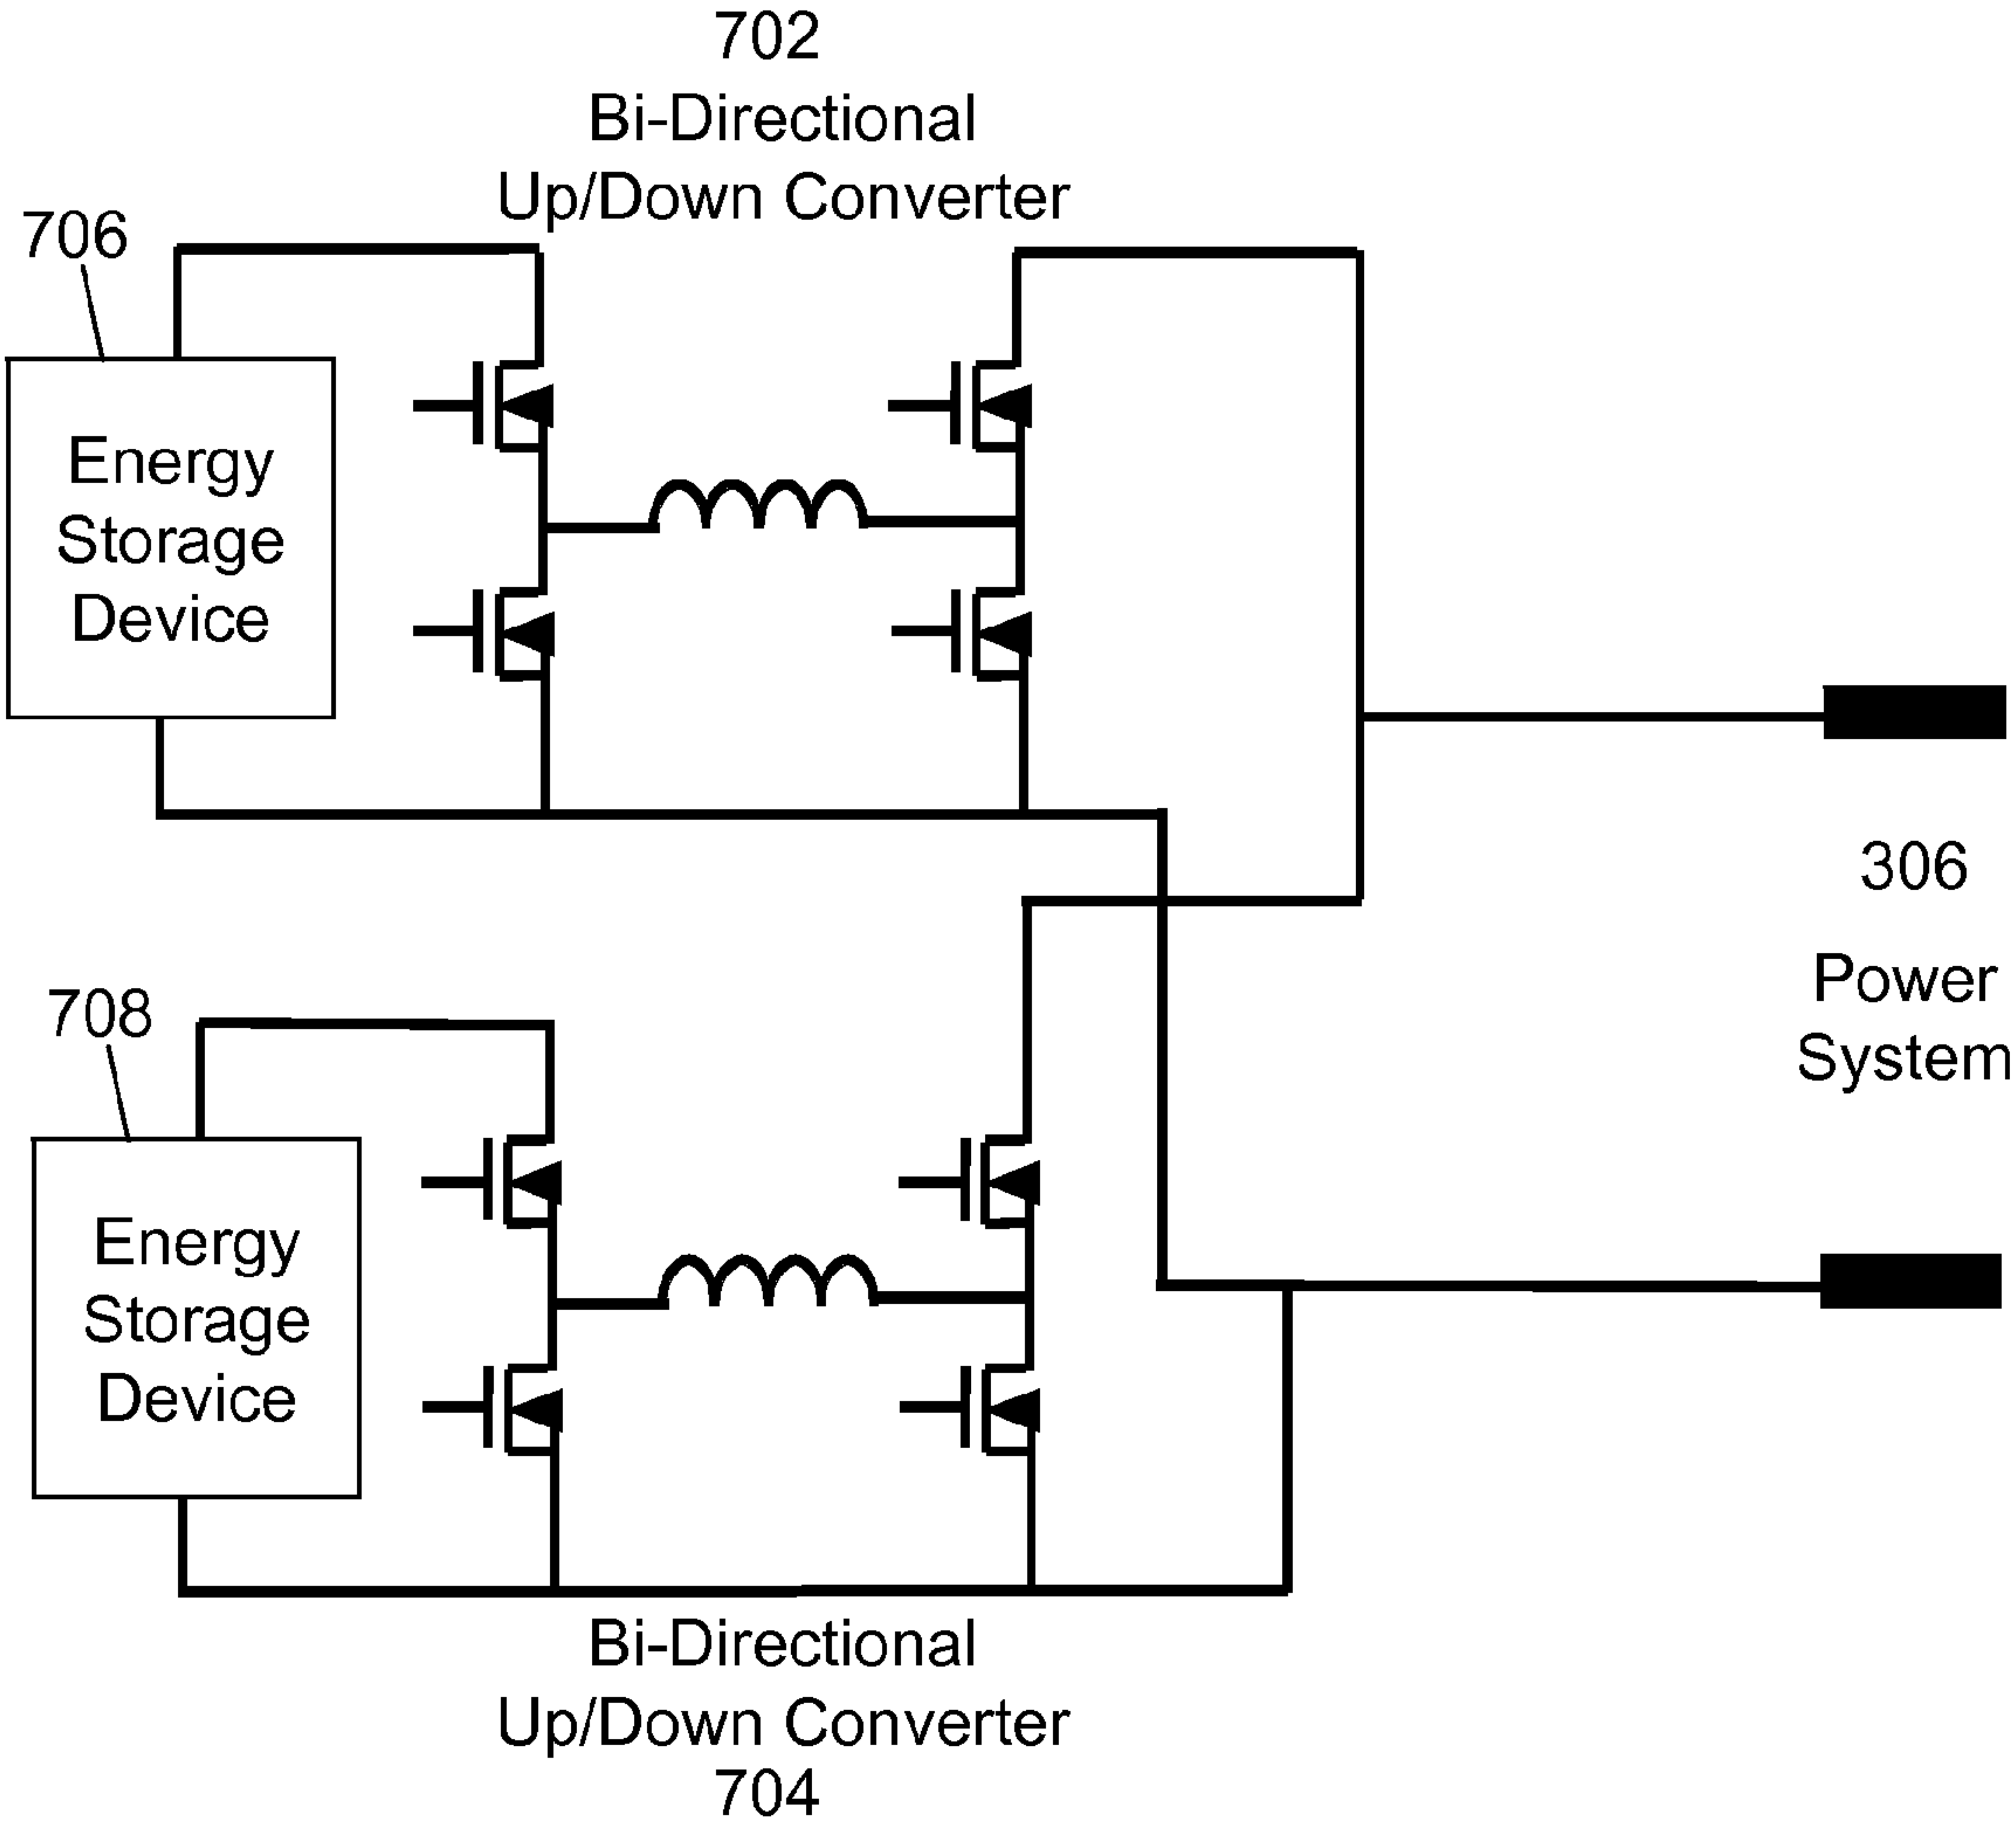 702
Bi-Directional
Up/Down Converter
706
Energy
Storage
Device
306
Power
System
708
Energy
Storage
Device
Bi-Directional
Up/Down Converter
704